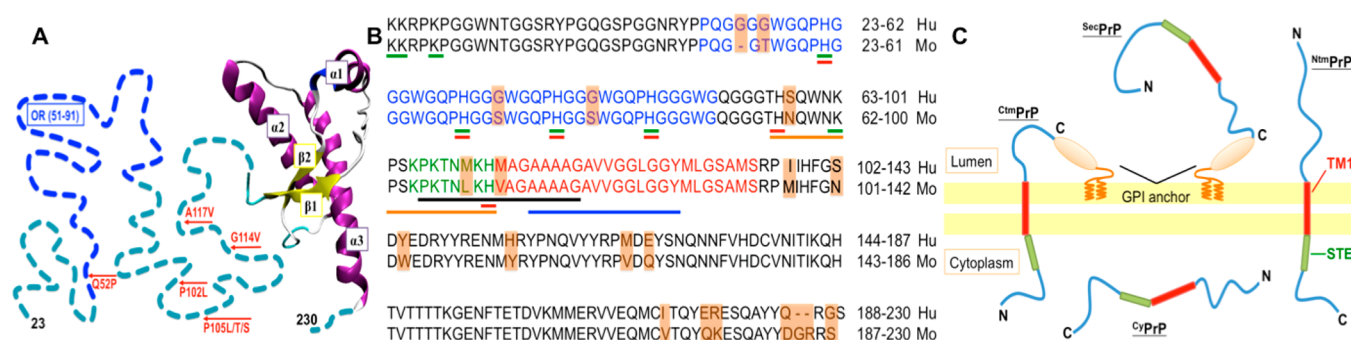 A
OR (51-91)
α1
α2
β2
β1
α3
A117V
G114V
Q52P
P102L
P105L/T/S
23
230
B
KKRPKPGGWNTGGSRYPGQGSPGGNRYPPQGGGGWGQPHG 23-62 Hu
KKRPKPGGWNTGGSRYPGQGSPGGNRYPPQG-GTWGQPHG 23-61 Mo
GGWGQPHGGGWGQPHGGGWGQPHGGGWGQGGGTHSQWNK 63-101 Hu
GGWGQPHGGSWGQPHGGSWGQPHGGGWGQGGGTHNQWNK 62-100 Mo
PSKPKTNMKHMAGAAAAGAVVGGLGGYMLGSAMSRPIIHFGS 102-143 Hu
PSKPKTNLKHVAGAAAAGAVVGGLGGYMLGSAMSRPMIHFGN 101-142 Mo
DYEDRYYRENMHRYPNQVYYRPMDEYSNQNNFVHDCVNITIKQH 144-187 Hu
DWEDRYYRENMYRYPNQVYYRPVDQYSNQNNFVHDCVNITIKQH 143-186 Mo
TVTTTTKGENFTETDVKMMERVVEQMCITQYERESQAYYQ--RGS 188-230 Hu
TVTTTTKGENFTETDVKMMERVVEQMCVTQYQKESQAYYDGRRS 187-230 Mo
C
SecPrP
N
N
NtmPrP
CtmPrP
C
C
Lumen
TM1
GPI anchor
Cytoplasm
STE
N
C
CyPrP
N
C